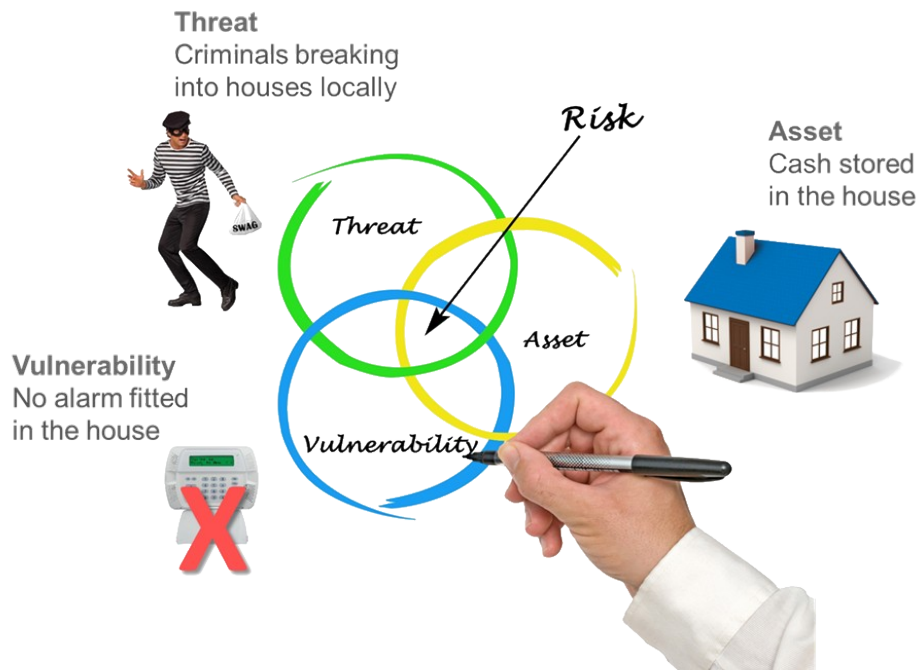 Threat
Criminals breaking
into houses locally
Risk
Asset
Cash stored
in the house
SWAG
Threat
Asset
Vulnerability
No alarm fitted
in the house
Vulnerability
X